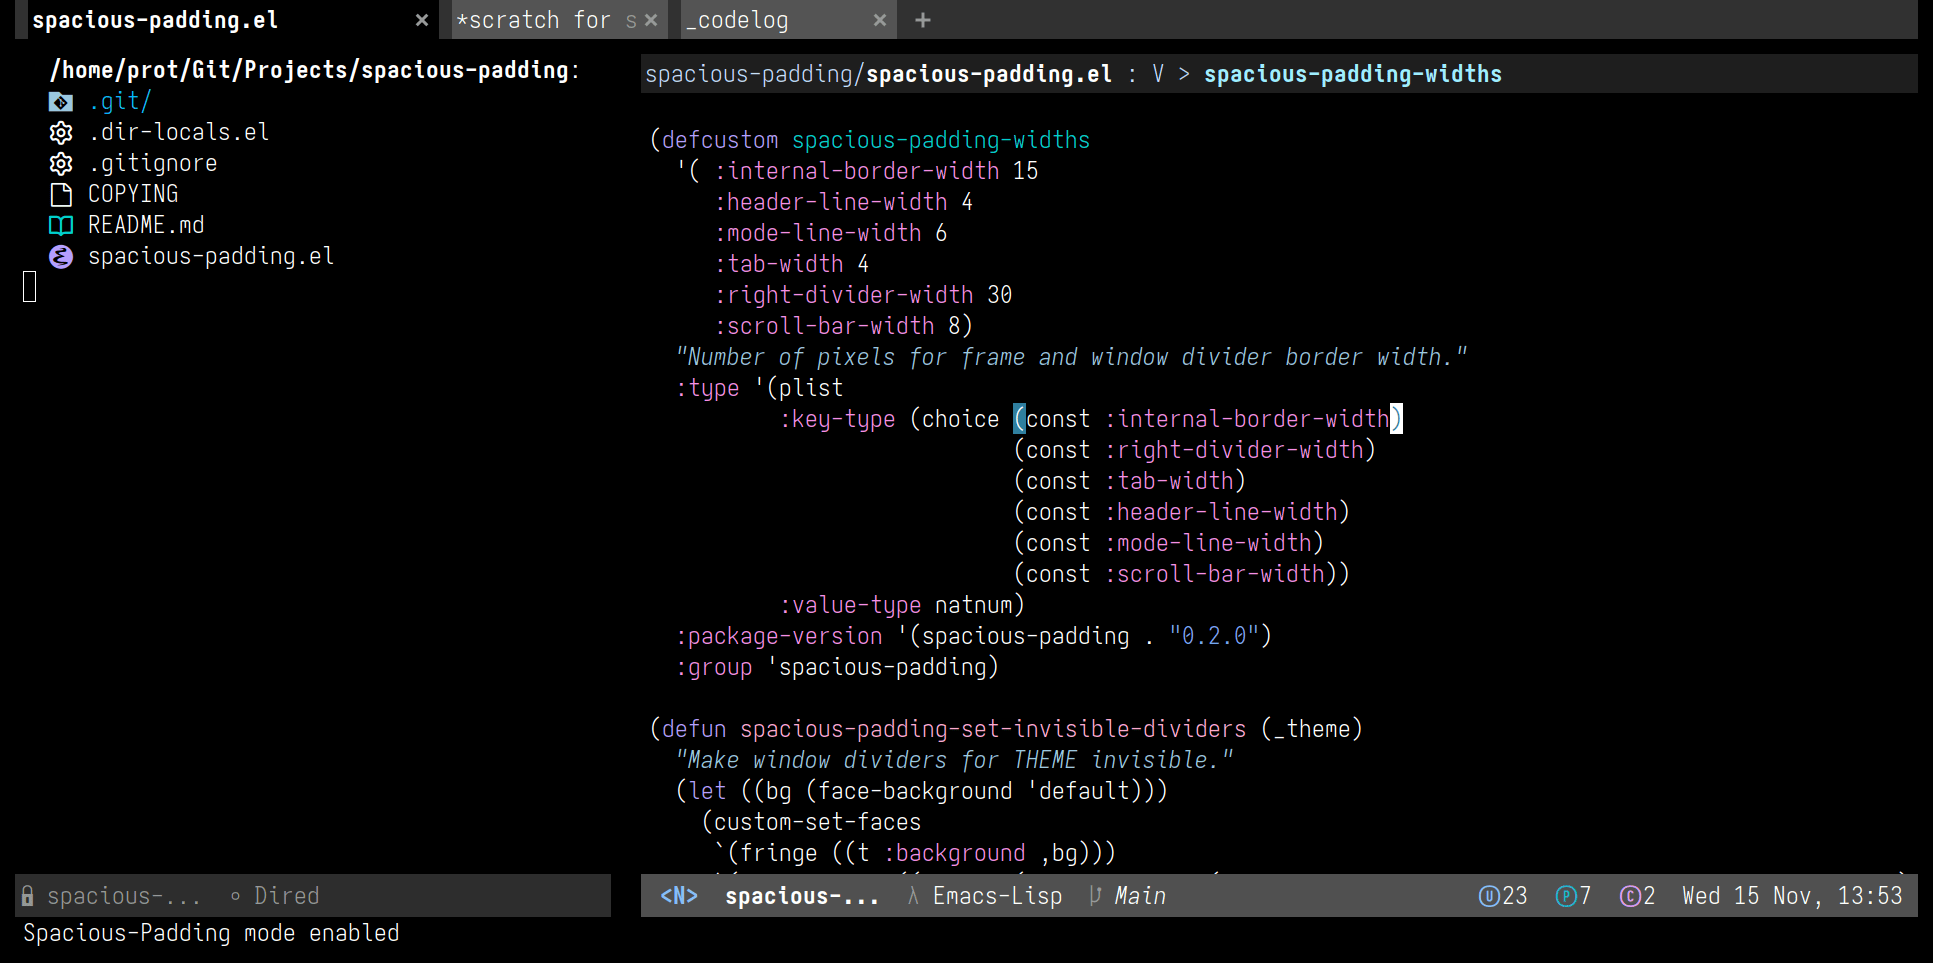 spacious-padding.el × *scratch for s × _codelog × +
/home/prot/Git/Projects/spacious-padding:
.git/
.dir-locals.el
.gitignore
COPYING
README.md
spacious-padding.el
spacious-... Dired
spacious-padding/spacious-padding.el : V > spacious-padding-widths
(defcustom spacious-padding-widths
  '( :internal-border-width 15
     :header-line-width 4
     :mode-line-width 6
     :tab-width 4
     :right-divider-width 30
     :scroll-bar-width 8)
  "Number of pixels for frame and window divider border width."
  :type '(plist
          :key-type (choice (const :internal-border-width)
                            (const :right-divider-width)
                            (const :tab-width)
                            (const :header-line-width)
                            (const :mode-line-width)
                            (const :scroll-bar-width))
          :value-type natnum)
  :package-version '(spacious-padding . "0.2.0")
  :group 'spacious-padding)
(defun spacious-padding-set-invisible-dividers (_theme)
  "Make window dividers for THEME invisible."
  (let ((bg (face-background 'default)))
    (custom-set-faces
     `(fringe ((t :background ,bg)))
<N> spacious-... λ Emacs-Lisp Main U23 P7 C2 Wed 15 Nov, 13:53
Spacious-Padding mode enabled